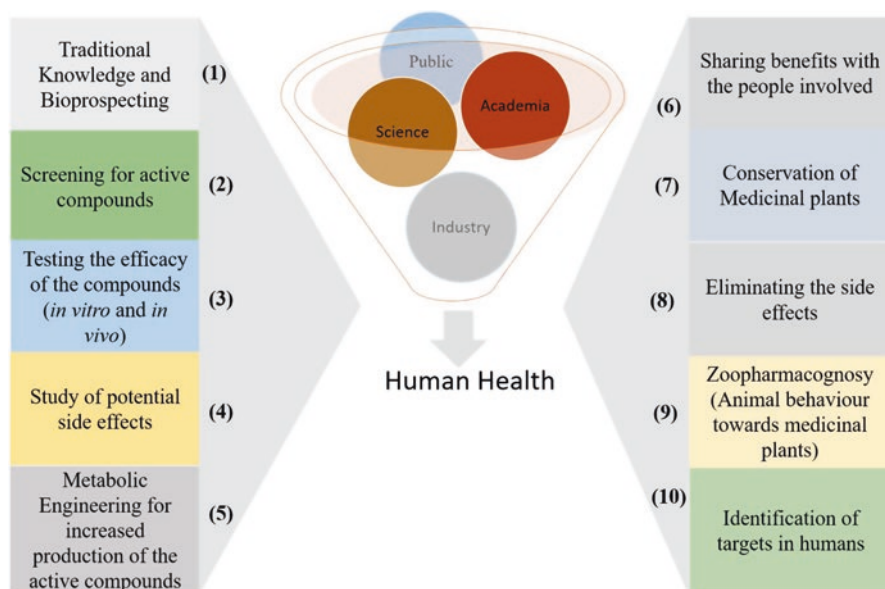 Traditional
Knowledge and
Bioprospecting
(1)
Screening for active
compounds
(2)
Testing the efficacy
of the compounds
(in vitro and in
vivo)
(3)
Study of potential
side effects
(4)
Metabolic
Engineering for
increased
production of the
active compounds
(5)
Public
Academia
Science
Industry
Human Health
(6)
Sharing benefits with
the people involved
(7)
Conservation of
Medicinal plants
(8)
Eliminating the side
effects
(9)
Zoopharmacognosy
(Animal behaviour
towards medicinal
plants)
(10)
Identification of
targets in humans